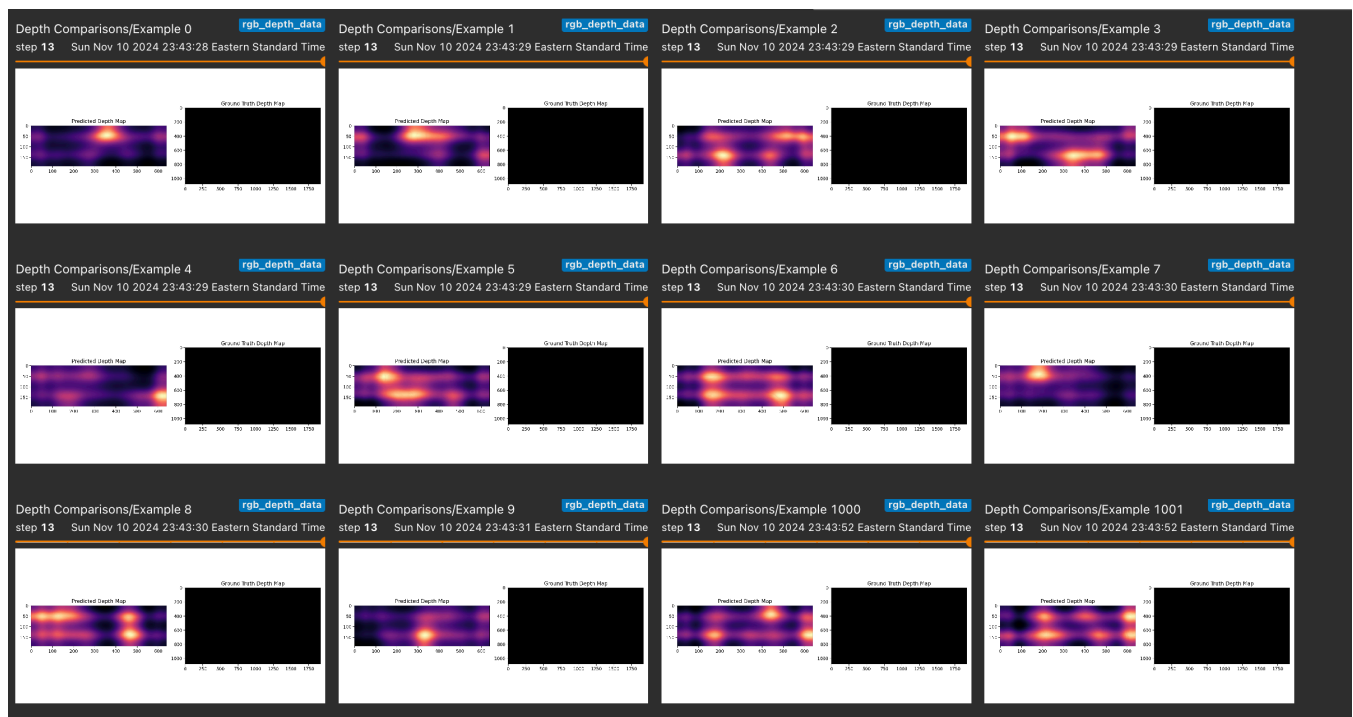 Depth Comparisons/Example 0 rgb_depth_data
step 13 Sun Nov 10 2024 23:43:28 Eastern Standard Time
Predicted Depth Map
Ground Truth Depth Map
Depth Comparisons/Example 1 rgb_depth_data
step 13 Sun Nov 10 2024 23:43:29 Eastern Standard Time
Predicted Depth Map
Ground Truth Depth Map
Depth Comparisons/Example 2 rgb_depth_data
step 13 Sun Nov 10 2024 23:43:29 Eastern Standard Time
Predicted Depth Map
Ground Truth Depth Map
Depth Comparisons/Example 3 rgb_depth_data
step 13 Sun Nov 10 2024 23:43:29 Eastern Standard Time
Predicted Depth Map
Ground Truth Depth Map
Depth Comparisons/Example 4 rgb_depth_data
step 13 Sun Nov 10 2024 23:43:29 Eastern Standard Time
Predicted Depth Map
Ground Truth Depth Map
Depth Comparisons/Example 5 rgb_depth_data
step 13 Sun Nov 10 2024 23:43:29 Eastern Standard Time
Predicted Depth Map
Ground Truth Depth Map
Depth Comparisons/Example 6 rgb_depth_data
step 13 Sun Nov 10 2024 23:43:30 Eastern Standard Time
Predicted Depth Map
Ground Truth Depth Map
Depth Comparisons/Example 7 rgb_depth_data
step 13 Sun Nov 10 2024 23:43:30 Eastern Standard Time
Predicted Depth Map
Ground Truth Depth Map
Depth Comparisons/Example 8 rgb_depth_data
step 13 Sun Nov 10 2024 23:43:30 Eastern Standard Time
Predicted Depth Map
Ground Truth Depth Map
Depth Comparisons/Example 9 rgb_depth_data
step 13 Sun Nov 10 2024 23:43:31 Eastern Standard Time
Predicted Depth Map
Ground Truth Depth Map
Depth Comparisons/Example 1000 rgb_depth_data
step 13 Sun Nov 10 2024 23:43:52 Eastern Standard Time
Predicted Depth Map
Ground Truth Depth Map
Depth Comparisons/Example 1001 rgb_depth_data
step 13 Sun Nov 10 2024 23:43:52 Eastern Standard Time
Predicted Depth Map
Ground Truth Depth Map